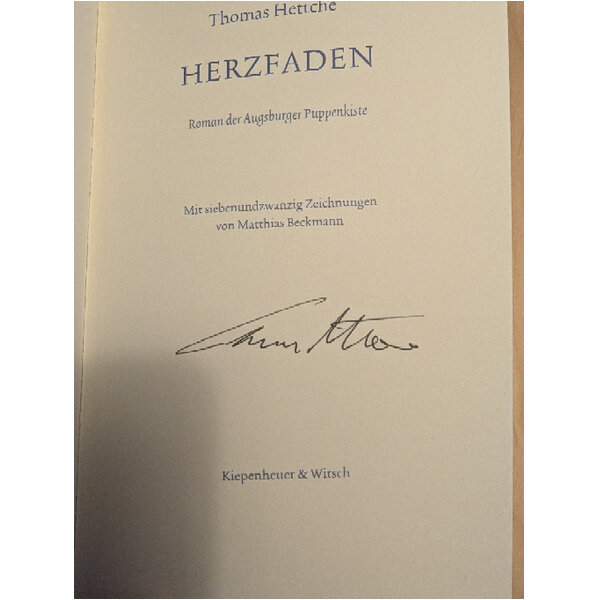 Thomas Hettche
HERZFADEN
Roman der Augsburger Puppenkiste
Mit siebenundzwanzig Zeichnungen
von Matthias Beckmann
Kiepenheuer & Witsch